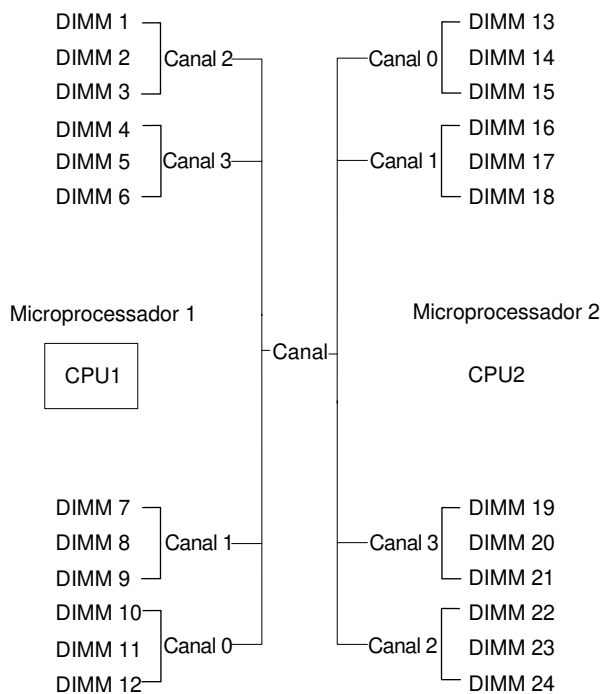 DIMM 1
DIMM 2
DIMM 3
Canal 2
DIMM 4
DIMM 5
DIMM 6
Canal 3
Microprocessador 1
CPU1
DIMM 7
DIMM 8
DIMM 9
Canal 1
DIMM 10
DIMM 11
DIMM 12
Canal 0
Canal
DIMM 13
DIMM 14
DIMM 15
Canal 0
DIMM 16
DIMM 17
DIMM 18
Canal 1
Microprocessador 2
CPU2
DIMM 19
DIMM 20
DIMM 21
Canal 3
DIMM 22
DIMM 23
DIMM 24
Canal 2